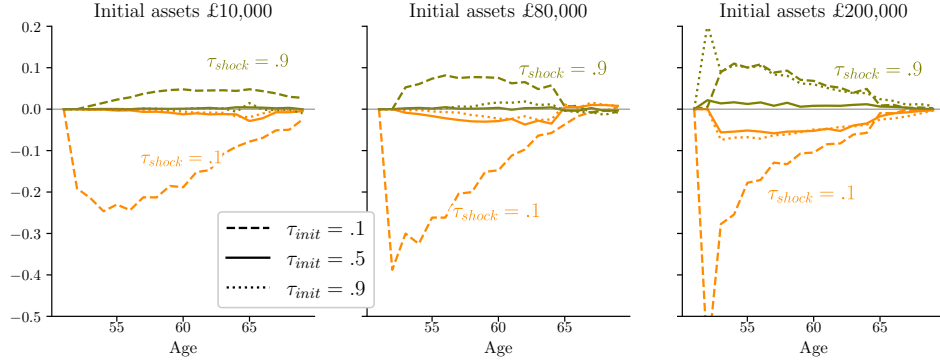 Initial assets £10,000
Initial assets £80,000
Initial assets £200,000
0.2
0.1
0.0
−0.1
−0.2
−0.3
−0.4
−0.5
τshock = .9
τshock = .1
τshock = .9
τshock = .1
τshock = .9
τshock = .1
τinit = .1
τinit = .5
τinit = .9
55 60 65
55 60 65
55 60 65
Age
Age
Age